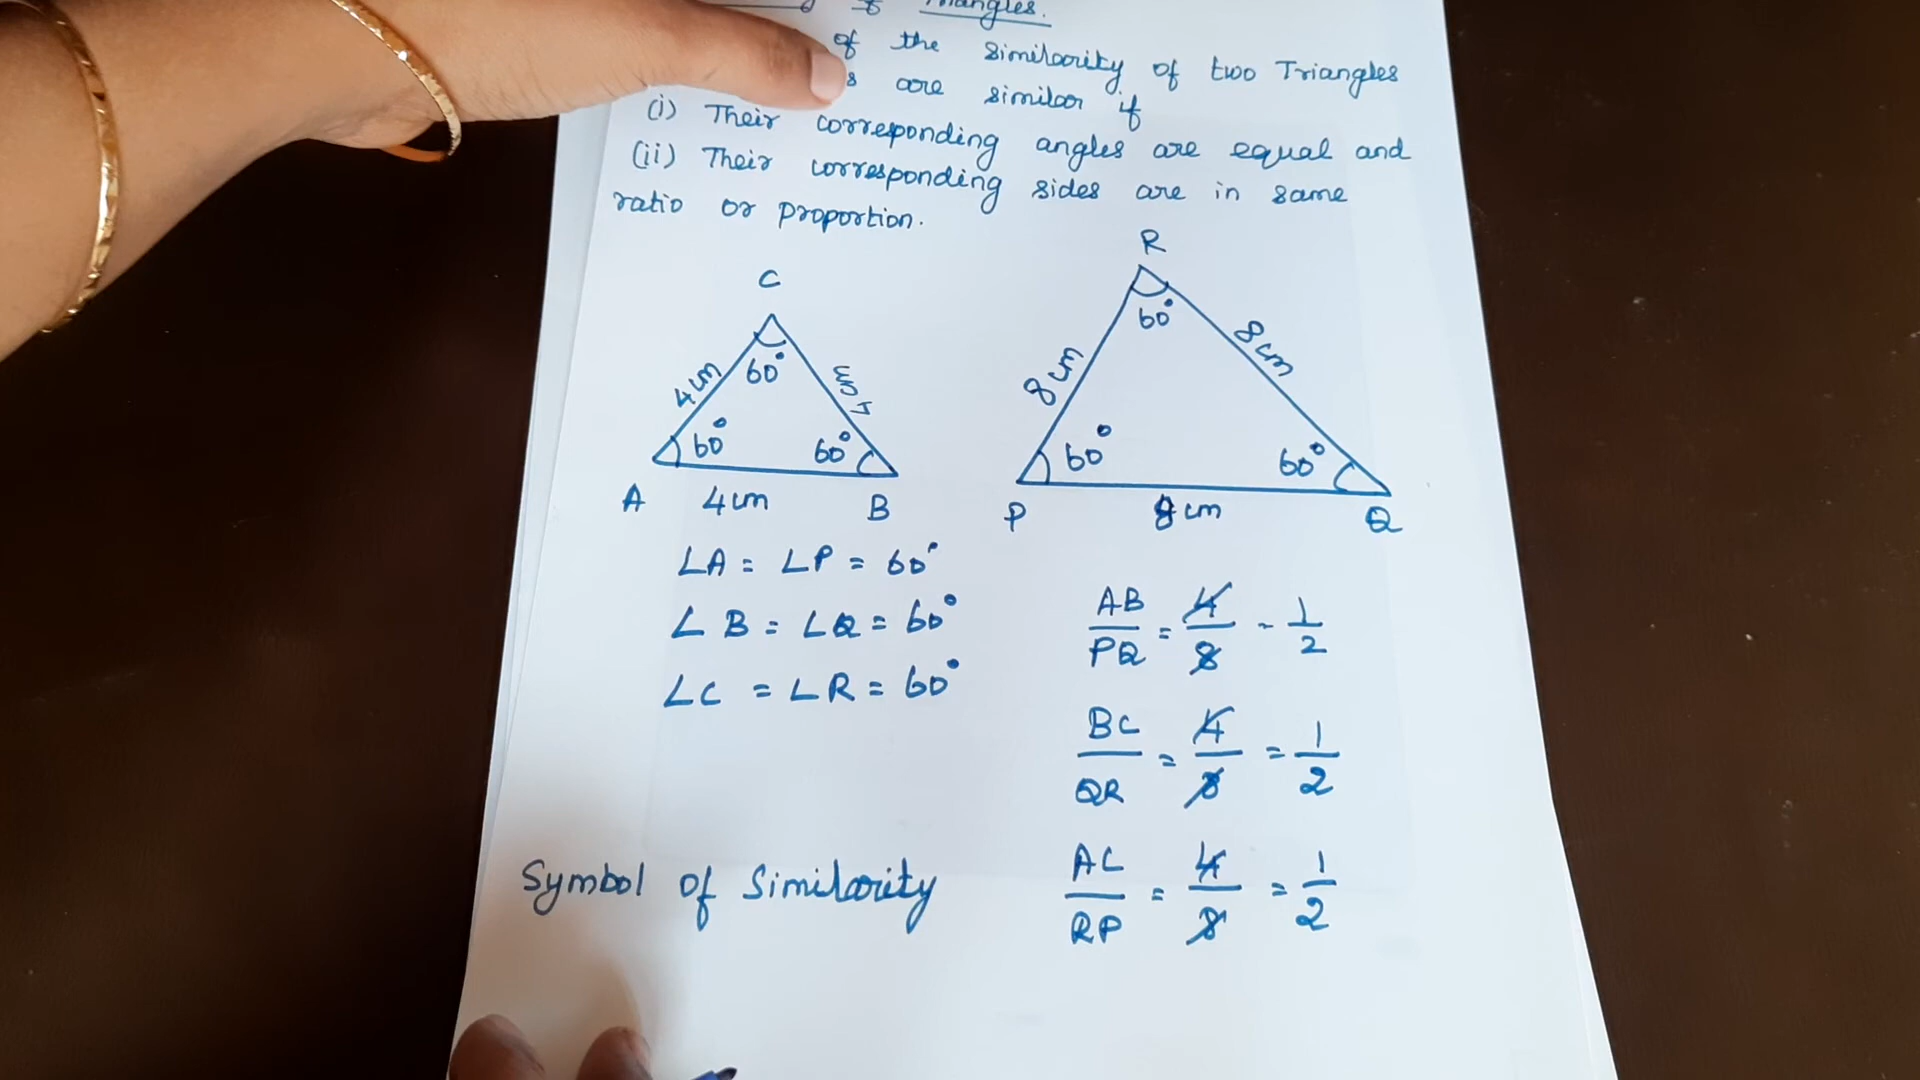 Triangles.
of the Similarity of two Triangles
are similar if
(i) Their corresponding angles are equal and
(ii) Their corresponding sides are in same
ratio or proportion.
C
60°
4cm
4cm
60°
60°
A 4cm B
R
60°
8cm
8cm
60°
60°
P 8cm Q
∠A = ∠P = 60°
∠B = ∠Q = 60°
∠C = ∠R = 60°
AB/PQ = 4/8 - 1/2
BC/QR = 4/8 = 1/2
AC/RP = 4/8 = 1/2
Symbol of Similarity